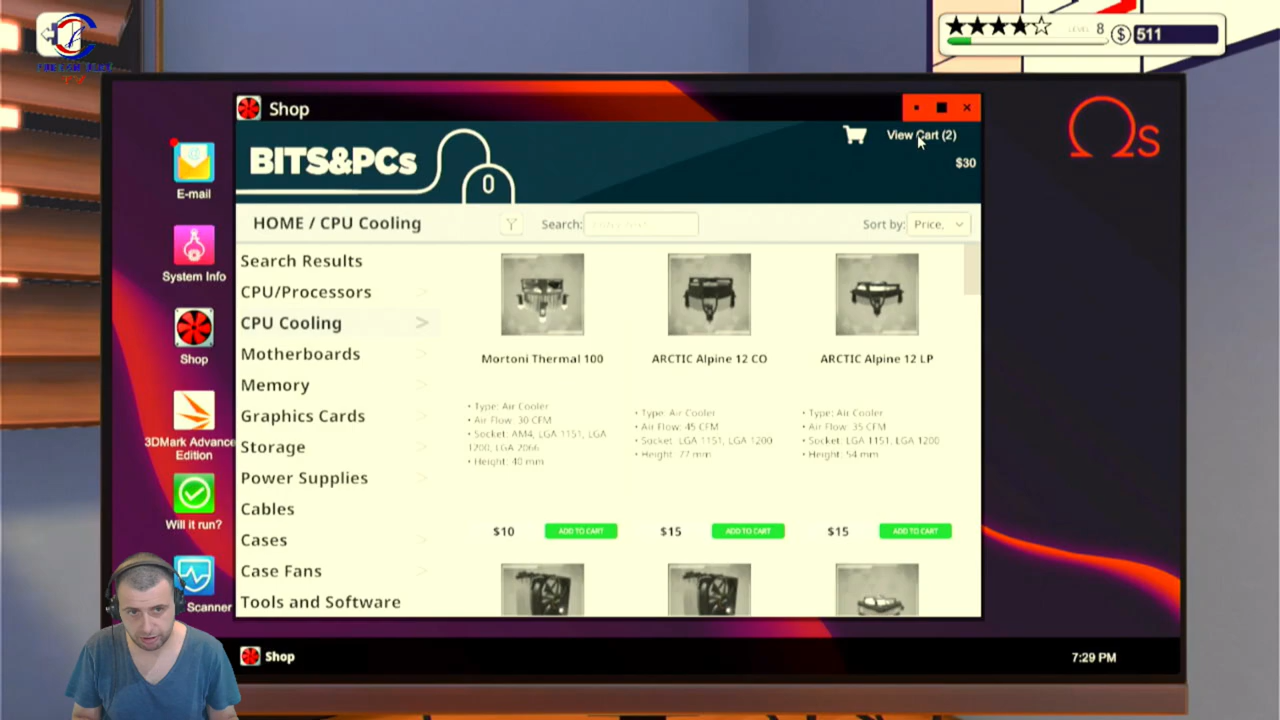 LEVEL 8 $ 511
Shop
View Cart (2)
BITS&PCs
$30
HOME / CPU Cooling
Search:
Sort by: Price,
E-mail
System Info
Shop
3DMark Advance
Edition
Will it run?
Scanner
Search Results
CPU/Processors
CPU Cooling
Motherboards
Memory
Graphics Cards
Storage
Power Supplies
Cables
Cases
Case Fans
Tools and Software
Mortoni Thermal 100
• Type: Air Cooler
• Air Flow: 30 CFM
• Socket: AM4, LGA 1151, LGA
1200, LGA 2066
• Height: 40 mm
$10 ADD TO CART
ARCTIC Alpine 12 CO
• Type: Air Cooler
• Air Flow: 45 CFM
• Socket: LGA 1151, LGA 1200
• Height: 77 mm
$15 ADD TO CART
ARCTIC Alpine 12 LP
• Type: Air Cooler
• Air Flow: 35 CFM
• Socket: LGA 1151, LGA 1200
• Height: 54 mm
$15 ADD TO CART
Ωs
Shop
7:29 PM